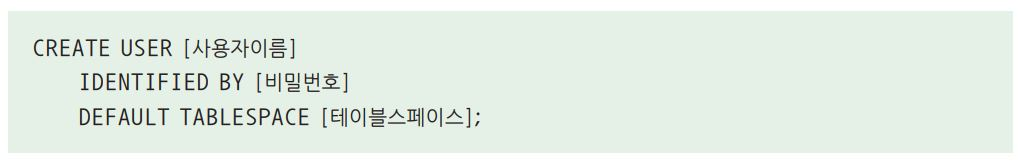 CREATE USER [사용자이름]
IDENTIFIED BY [비밀번호]
DEFAULT TABLESPACE [테이블스페이스];